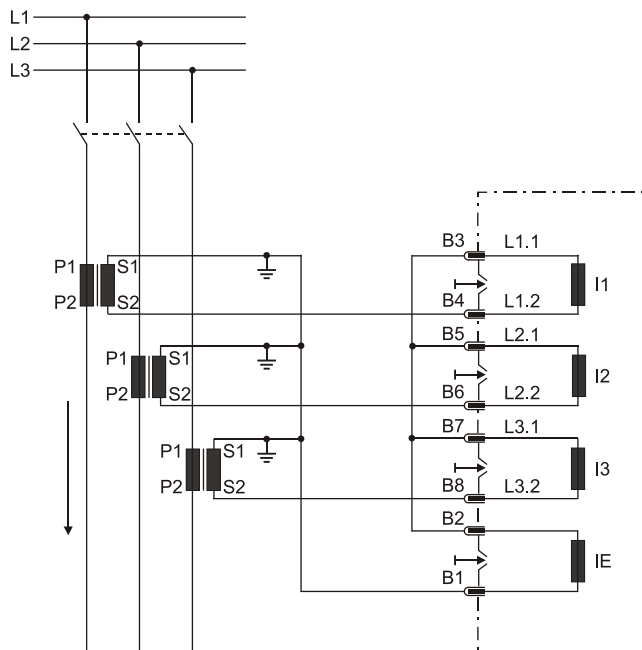 L1
L2
L3
P1
S1
P2
S2
P1
S1
P2
S2
P1
S1
P2
S2
B3
L1.1
B4
L1.2
I1
B5
L2.1
B6
L2.2
I2
B7
L3.1
B8
L3.2
I3
B2
B1
IE